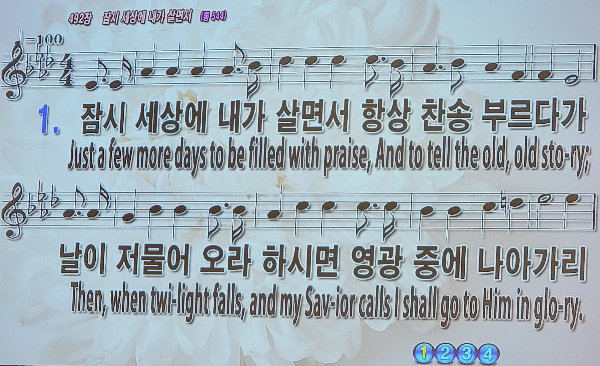 492장 잠시 세상에 내가 살면서 (통 544)
=100
1. 잠시 세상에 내가 살면서 항상 찬송 부르다가
Just a few more days to be filled with praise, And to tell the old, old sto-ry;
날이 저물어 오라 하시면 영광 중에 나아가리
Then, when twi-light falls, and my Sav-ior calls I shall go to Him in glo-ry.
1 2 3 4